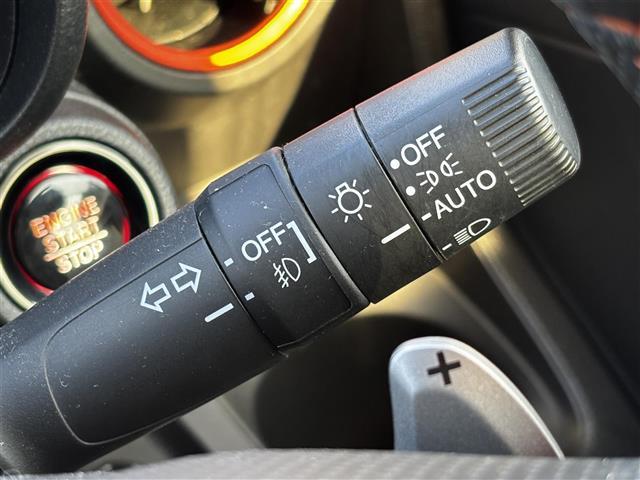 ENGINE
START
STOP
OFF
OFF
AUTO
+